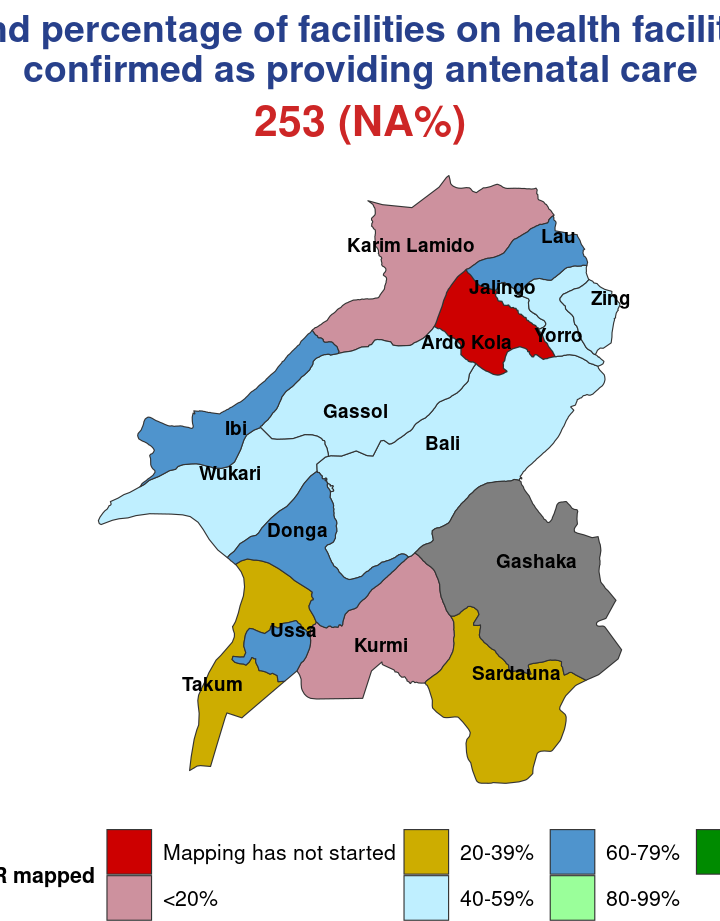 nd percentage of facilities on health facilit
confirmed as providing antenatal care
253 (NA%)
Karim Lamido
Lau
Jalingo
Zing
Yorro
Ardo Kola
Gassol
Ibi
Bali
Wukari
Donga
Gashaka
Ussa
Kurmi
Sardauna
Takum
R mapped
Mapping has not started
<20%
20-39%
40-59%
60-79%
80-99%